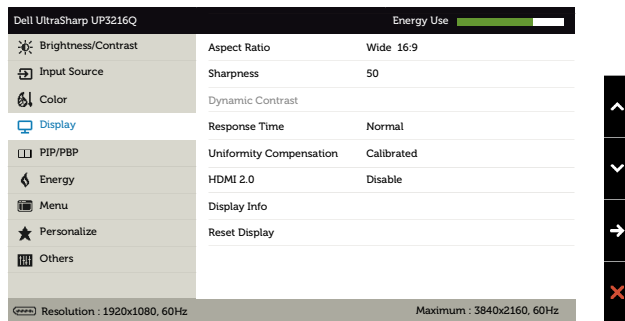 Dell UltraSharp UP3216Q Energy Use
Brightness/Contrast Aspect Ratio Wide 16:9
Input Source Sharpness 50
Color Dynamic Contrast
Display Response Time Normal
PIP/PBP Uniformity Compensation Calibrated
Energy HDMI 2.0 Disable
Menu Display Info
Personalize Reset Display
Others
Resolution : 1920x1080, 60Hz Maximum : 3840x2160, 60Hz